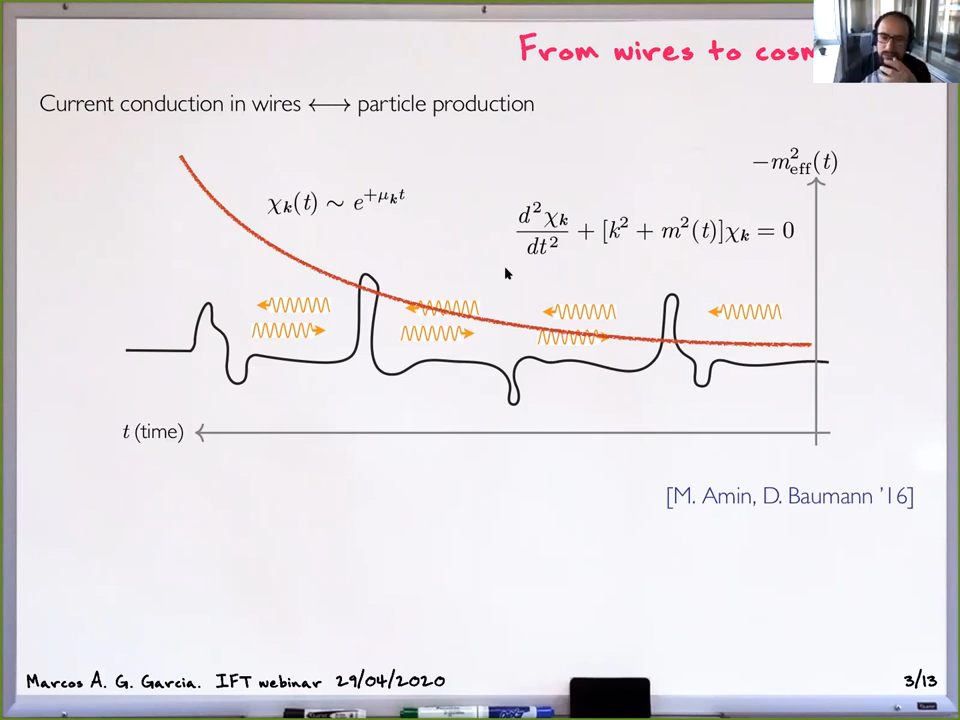 From wires to cosm
Current conduction in wires ⟷ particle production
−m²_eff(t)
χ_k(t) ∼ e^{+μ_k t}
d²χ_k/dt² + [k² + m²(t)]χ_k = 0
t (time)
[M. Amin, D. Baumann '16]
Marcos A. G. Garcia. IFT webinar 29/04/2020
3/13